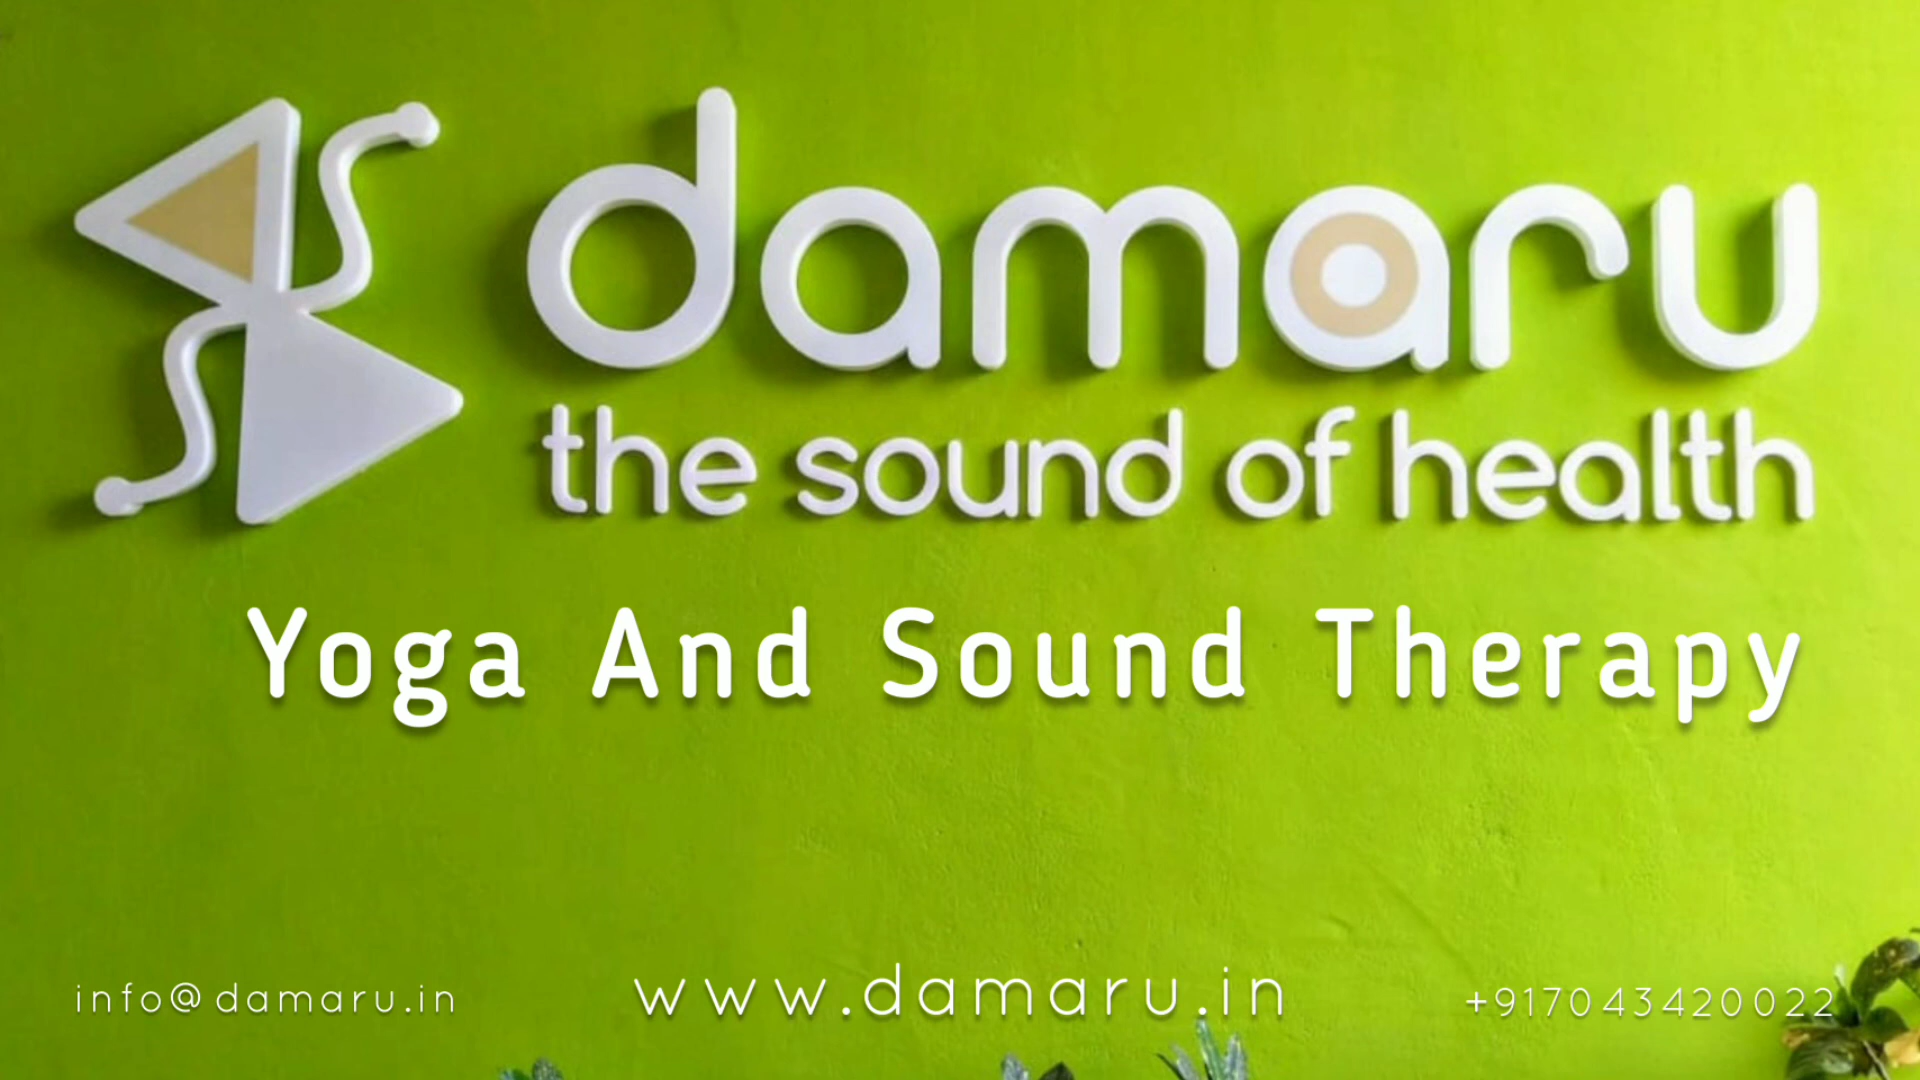 damaru
the sound of health
Yoga And Sound Therapy
info@damaru.in
www.damaru.in
+917043420022